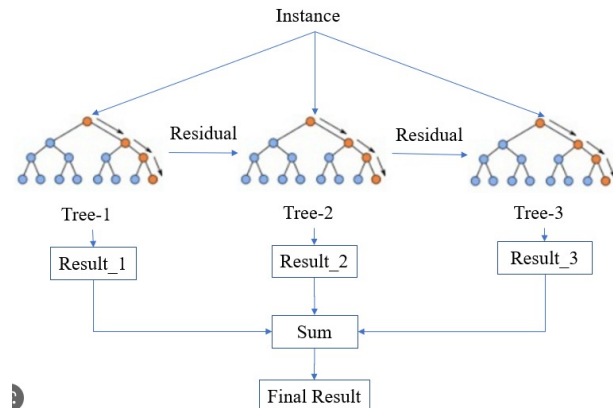 Instance
Residual
Residual
Tree-1
Tree-2
Tree-3
Result_1
Result_2
Result_3
Sum
Final Result